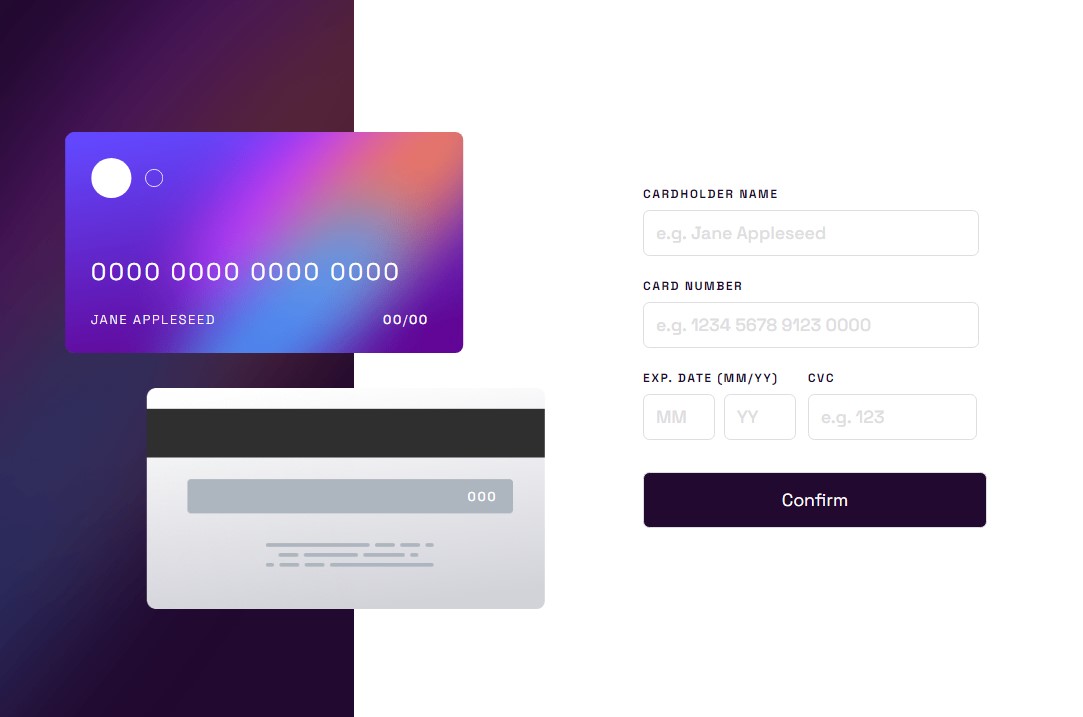 0000 0000 0000 0000
JANE APPLESEED 00/00
000
CARDHOLDER NAME
e.g. Jane Appleseed
CARD NUMBER
e.g. 1234 5678 9123 0000
EXP. DATE (MM/YY) CVC
MM YY e.g. 123
Confirm